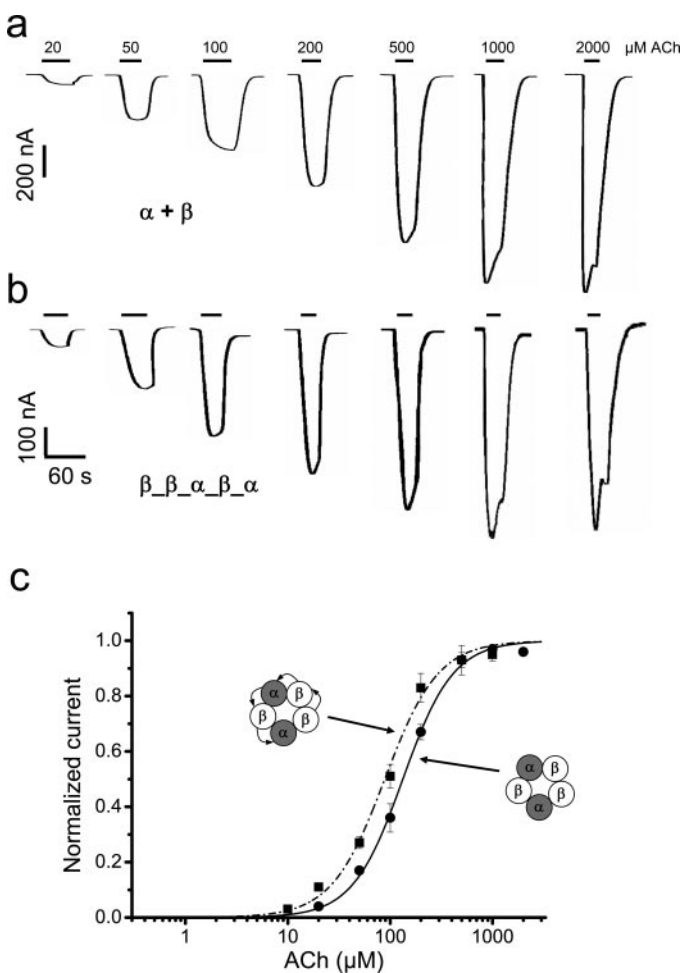 a
20 50 100 200 500 1000 2000 µM ACh
200 nA
α + β
b
100 nA
60 s
β_β_α_β_α
c
Normalized current
1.0
0.8
0.6
0.4
0.2
0.0
α β
β β
α
α β
β β
α
1 10 100 1000
ACh (µM)